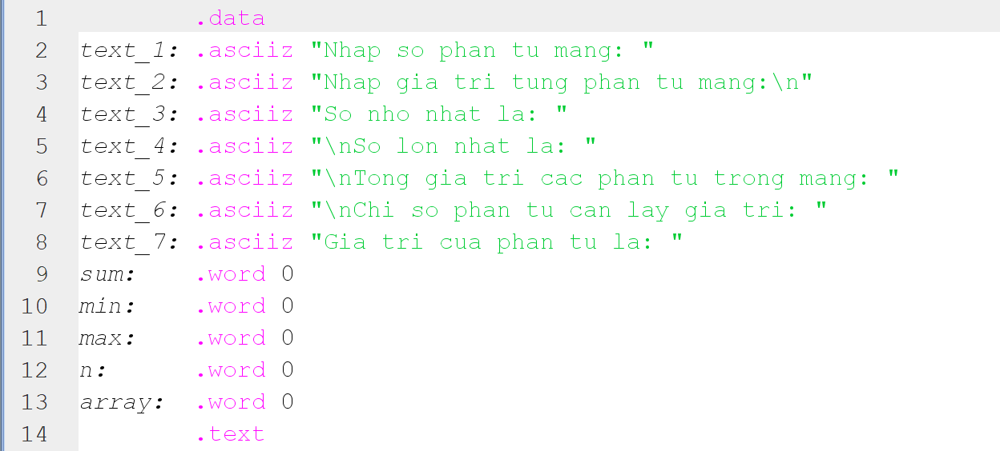 1 .data
2 text_1: .asciiz "Nhap so phan tu mang: "
3 text_2: .asciiz "Nhap gia tri tung phan tu mang:\n"
4 text_3: .asciiz "So nho nhat la: "
5 text_4: .asciiz "\nSo lon nhat la: "
6 text_5: .asciiz "\nTong gia tri cac phan tu trong mang: "
7 text_6: .asciiz "\nChi so phan tu can lay gia tri: "
8 text_7: .asciiz "Gia tri cua phan tu la: "
9 sum: .word 0
10 min: .word 0
11 max: .word 0
12 n: .word 0
13 array: .word 0
14 .text